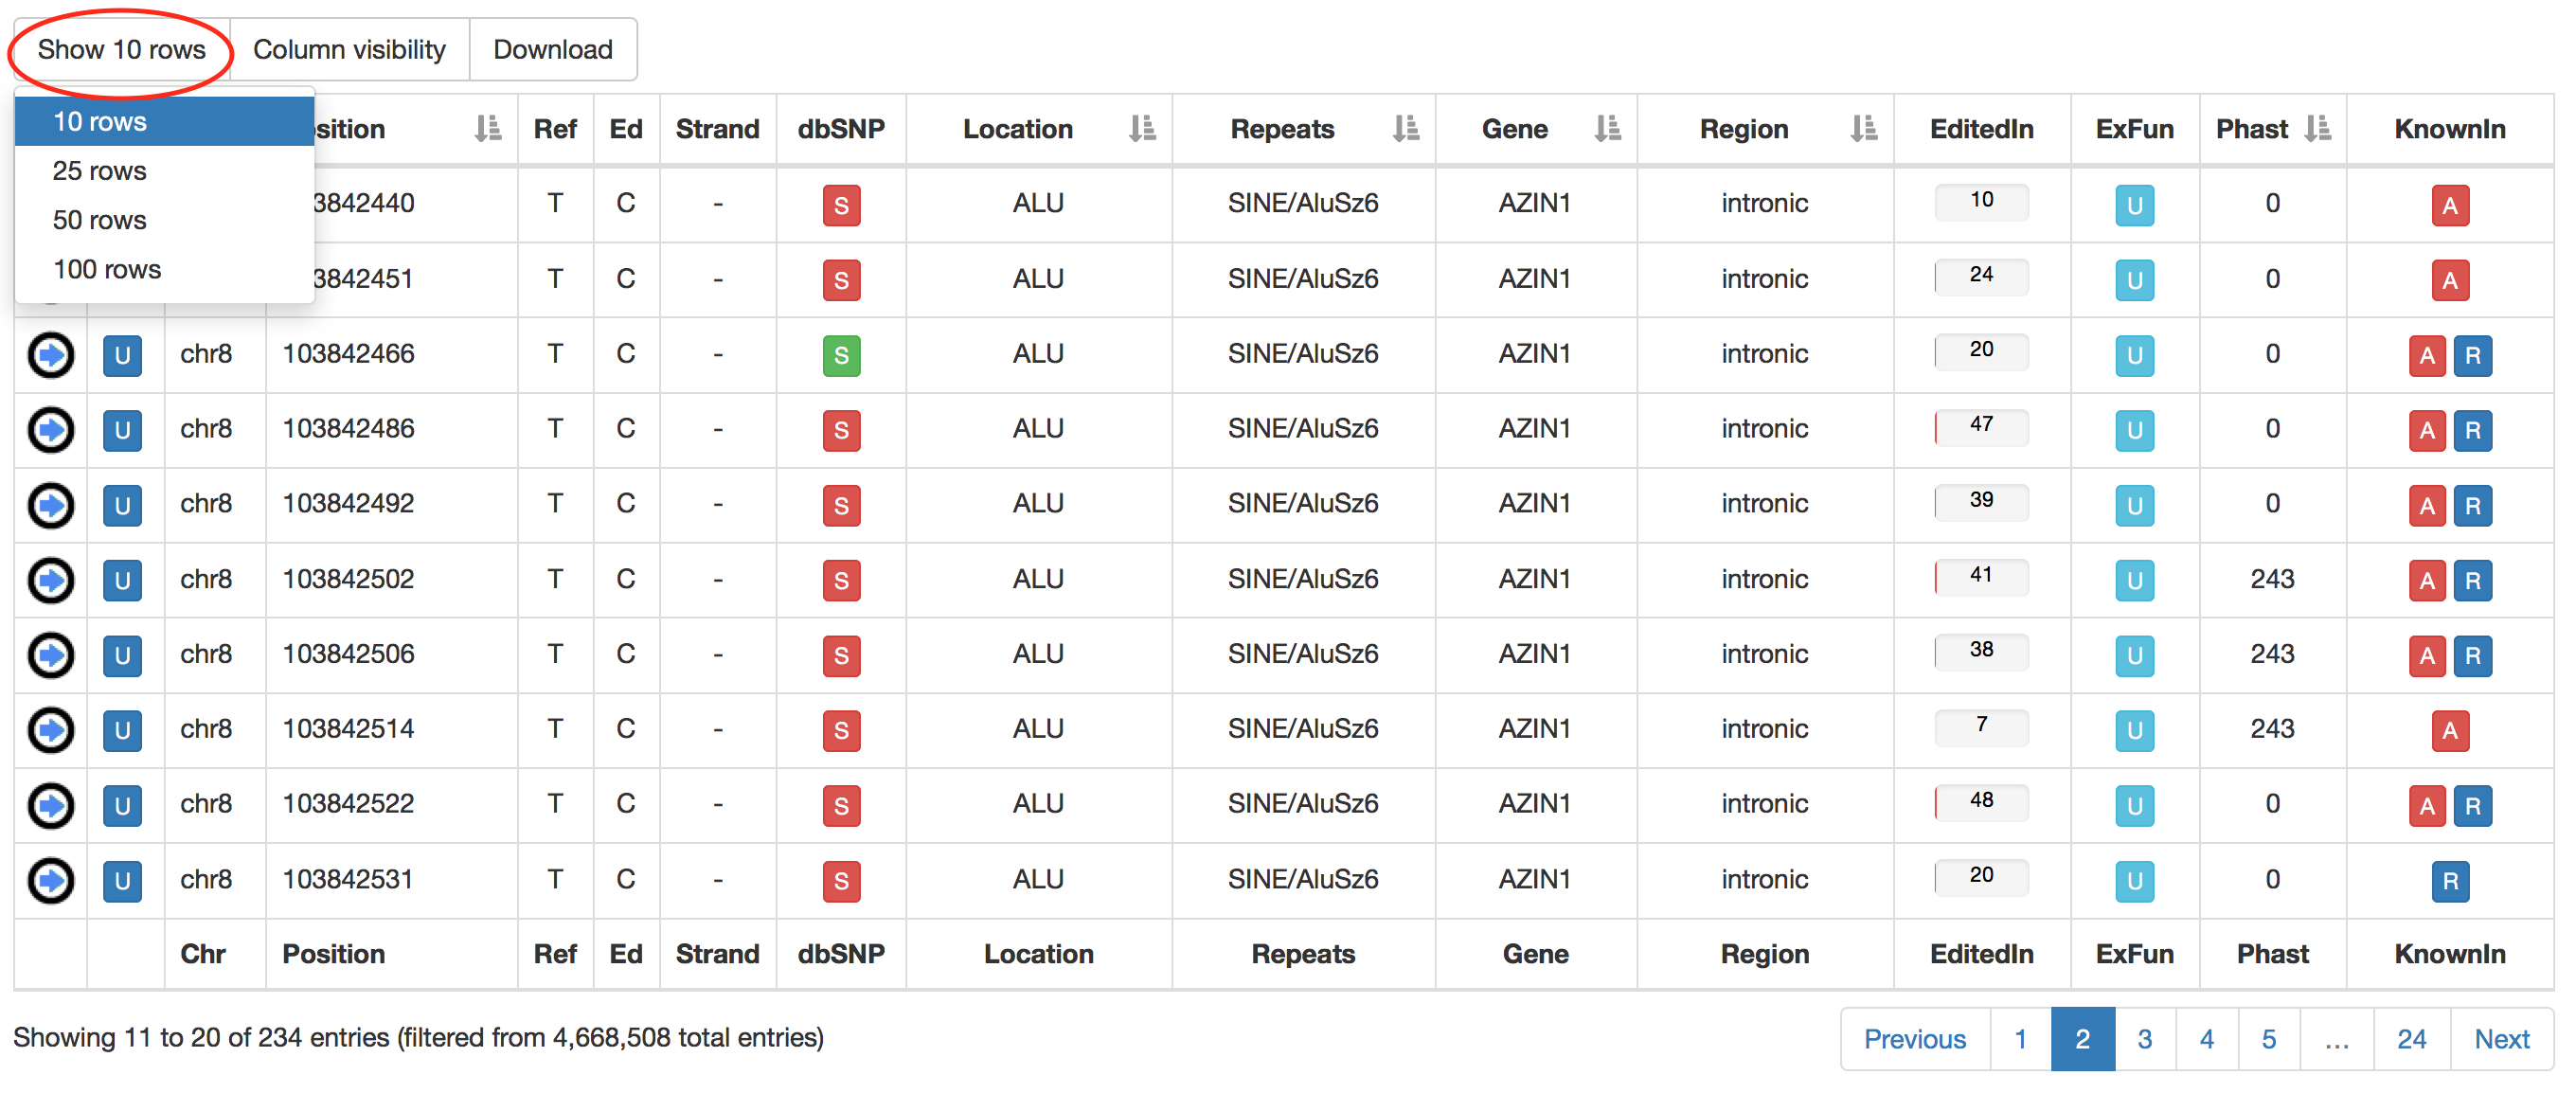 Show 10 rows Column visibility Download
10 rows
25 rows
50 rows
100 rows
sition Ref Ed Strand dbSNP Location Repeats Gene Region EditedIn ExFun Phast KnownIn
3842440 T C - S ALU SINE/AluSz6 AZIN1 intronic 10 U 0 A
3842451 T C - S ALU SINE/AluSz6 AZIN1 intronic 24 U 0 A
U chr8 103842466 T C - S ALU SINE/AluSz6 AZIN1 intronic 20 U 0 A R
U chr8 103842486 T C - S ALU SINE/AluSz6 AZIN1 intronic 47 U 0 A R
U chr8 103842492 T C - S ALU SINE/AluSz6 AZIN1 intronic 39 U 0 A R
U chr8 103842502 T C - S ALU SINE/AluSz6 AZIN1 intronic 41 U 243 A R
U chr8 103842506 T C - S ALU SINE/AluSz6 AZIN1 intronic 38 U 243 A R
U chr8 103842514 T C - S ALU SINE/AluSz6 AZIN1 intronic 7 U 243 A
U chr8 103842522 T C - S ALU SINE/AluSz6 AZIN1 intronic 48 U 0 A R
U chr8 103842531 T C - S ALU SINE/AluSz6 AZIN1 intronic 20 U 0 R
Chr Position Ref Ed Strand dbSNP Location Repeats Gene Region EditedIn ExFun Phast KnownIn
Showing 11 to 20 of 234 entries (filtered from 4,668,508 total entries) Previous 1 2 3 4 5 ... 24 Next